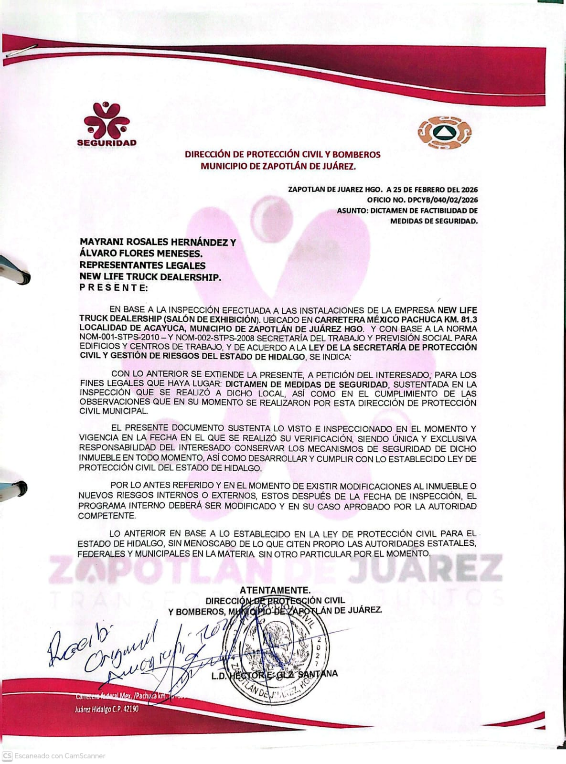 SEGURIDAD
DIRECCIÓN DE PROTECCIÓN CIVIL Y BOMBEROS
MUNICIPIO DE ZAPOTLÁN DE JUÁREZ.
ZAPOTLAN DE JUAREZ HGO. A 25 DE FEBRERO DEL 2026
OFICIO NO. DPCYB/040/02/2026
ASUNTO: DICTAMEN DE FACTIBILIDAD DE
MEDIDAS DE SEGURIDAD.
MAYRANI ROSALES HERNÁNDEZ Y
ÁLVARO FLORES MENESES.
REPRESENTANTES LEGALES
NEW LIFE TRUCK DEALERSHIP.
P R E S E N T E :
EN BASE A LA INSPECCIÓN EFECTUADA A LAS INSTALACIONES DE LA EMPRESA NEW LIFE
TRUCK DEALERSHIP (SALÓN DE EXHIBICIÓN), UBICADO EN CARRETERA MÉXICO PACHUCA KM. 81.3
LOCALIDAD DE ACAYUCA, MUNICIPIO DE ZAPOTLÁN DE JUÁREZ HGO. Y CON BASE A LA NORMA
NOM-001-STPS-2010 – Y NOM-002-STPS-2008 SECRETARÍA DEL TRABAJO Y PREVISIÓN SOCIAL PARA
EDIFICIOS Y CENTROS DE TRABAJO, Y DE ACUERDO A LA LEY DE LA SECRETARÍA DE PROTECCIÓN
CIVIL Y GESTIÓN DE RIESGOS DEL ESTADO DE HIDALGO, SE INDICA:
CON LO ANTERIOR SE EXTIENDE LA PRESENTE, A PETICIÓN DEL INTERESADO, PARA LOS
FINES LEGALES QUE HAYA LUGAR: DICTAMEN DE MEDIDAS DE SEGURIDAD, SUSTENTADA EN LA
INSPECCIÓN QUE SE REALIZÓ A DICHO LOCAL, ASÍ COMO EN EL CUMPLIMIENTO DE LAS
OBSERVACIONES QUE EN SU MOMENTO SE REALIZARON POR ESTA DIRECCIÓN DE PROTECCIÓN
CIVIL MUNICIPAL.
EL PRESENTE DOCUMENTO SUSTENTA LO VISTO E INSPECCIONADO EN EL MOMENTO Y
VIGENCIA EN LA FECHA EN EL QUE SE REALIZÓ SU VERIFICACIÓN, SIENDO ÚNICA Y EXCLUSIVA
RESPONSABILIDAD DEL INTERESADO CONSERVAR LOS MECANISMOS DE SEGURIDAD DE DICHO
INMUEBLE EN TODO MOMENTO, ASÍ COMO DESARROLLAR Y CUMPLIR CON LO ESTABLECIDO LEY DE
PROTECCIÓN CIVIL DEL ESTADO DE HIDALGO.
POR LO ANTES REFERIDO Y EN EL MOMENTO DE EXISTIR MODIFICACIONES AL INMUEBLE O
NUEVOS RIESGOS INTERNOS O EXTERNOS, ESTOS DESPUÉS DE LA FECHA DE INSPECCIÓN, EL
PROGRAMA INTERNO DEBERÁ SER MODIFICADO Y EN SU CASO APROBADO POR LA AUTORIDAD
COMPETENTE.
LO ANTERIOR EN BASE A LO ESTABLECIDO EN LA LEY DE PROTECCIÓN CIVIL PARA EL
ESTADO DE HIDALGO, SIN MENOSCABO DE LO QUE CITEN PROPIO LAS AUTORIDADES ESTATALES,
FEDERALES Y MUNICIPALES EN LA MATERIA, SIN OTRO PARTICULAR POR EL MOMENTO.
ZAPOTLÁN DE JUÁREZ
ATENTAMENTE.
DIRECCIÓN DE PROTECCIÓN CIVIL
Y BOMBEROS, MUNICIPIO DE ZAPOTLÁN DE JUÁREZ.
Recibi
Original
L.D. HÉCTOR E. GLZ. SANTANA
ZAPOTLAN DE JUAREZ, HGO.
Carretera Federal Mex. /Pachuca km.
Juárez Hidalgo C.P. 42190
CS Escaneado con CamScanner